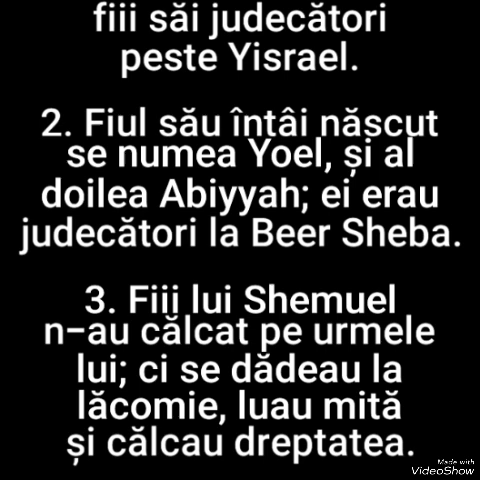 fiii săi judecători
peste Yisrael.
2. Fiul său întâi născut
se numea Yoel, și al
doilea Abiyyah; ei erau
judecători la Beer Sheba.
3. Fiii lui Shemuel
n-au călcat pe urmele
lui; ci se dădeau la
lăcomie, luau mită
și călcau dreptatea.
Made with
VideoShow